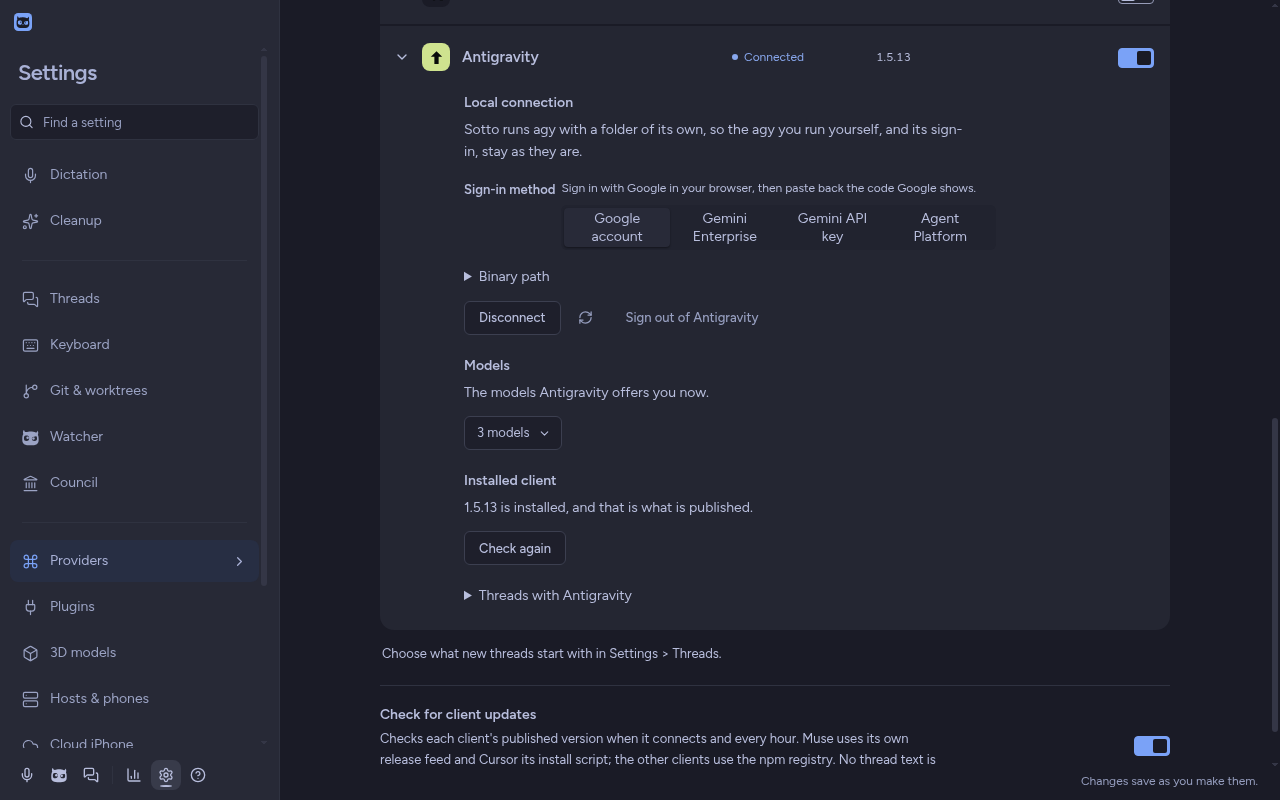 Settings
Find a setting
Dictation
Cleanup
Threads
Keyboard
Git & worktrees
Watcher
Council
Providers
Plugins
3D models
Hosts & phones
Cloud iPhone
Antigravity
Connected
1.5.13
Local connection
Sotto runs agy with a folder of its own, so the agy you run yourself, and its sign-
in, stay as they are.
Sign-in method
Sign in with Google in your browser, then paste back the code Google shows.
Google
account
Gemini
Enterprise
Gemini API
key
Agent
Platform
Binary path
Disconnect
Sign out of Antigravity
Models
The models Antigravity offers you now.
3 models
Installed client
1.5.13 is installed, and that is what is published.
Check again
Threads with Antigravity
Choose what new threads start with in Settings > Threads.
Check for client updates
Checks each client's published version when it connects and every hour. Muse uses its own
release feed and Cursor its install script; the other clients use the npm registry. No thread text is
Changes save as you make them.